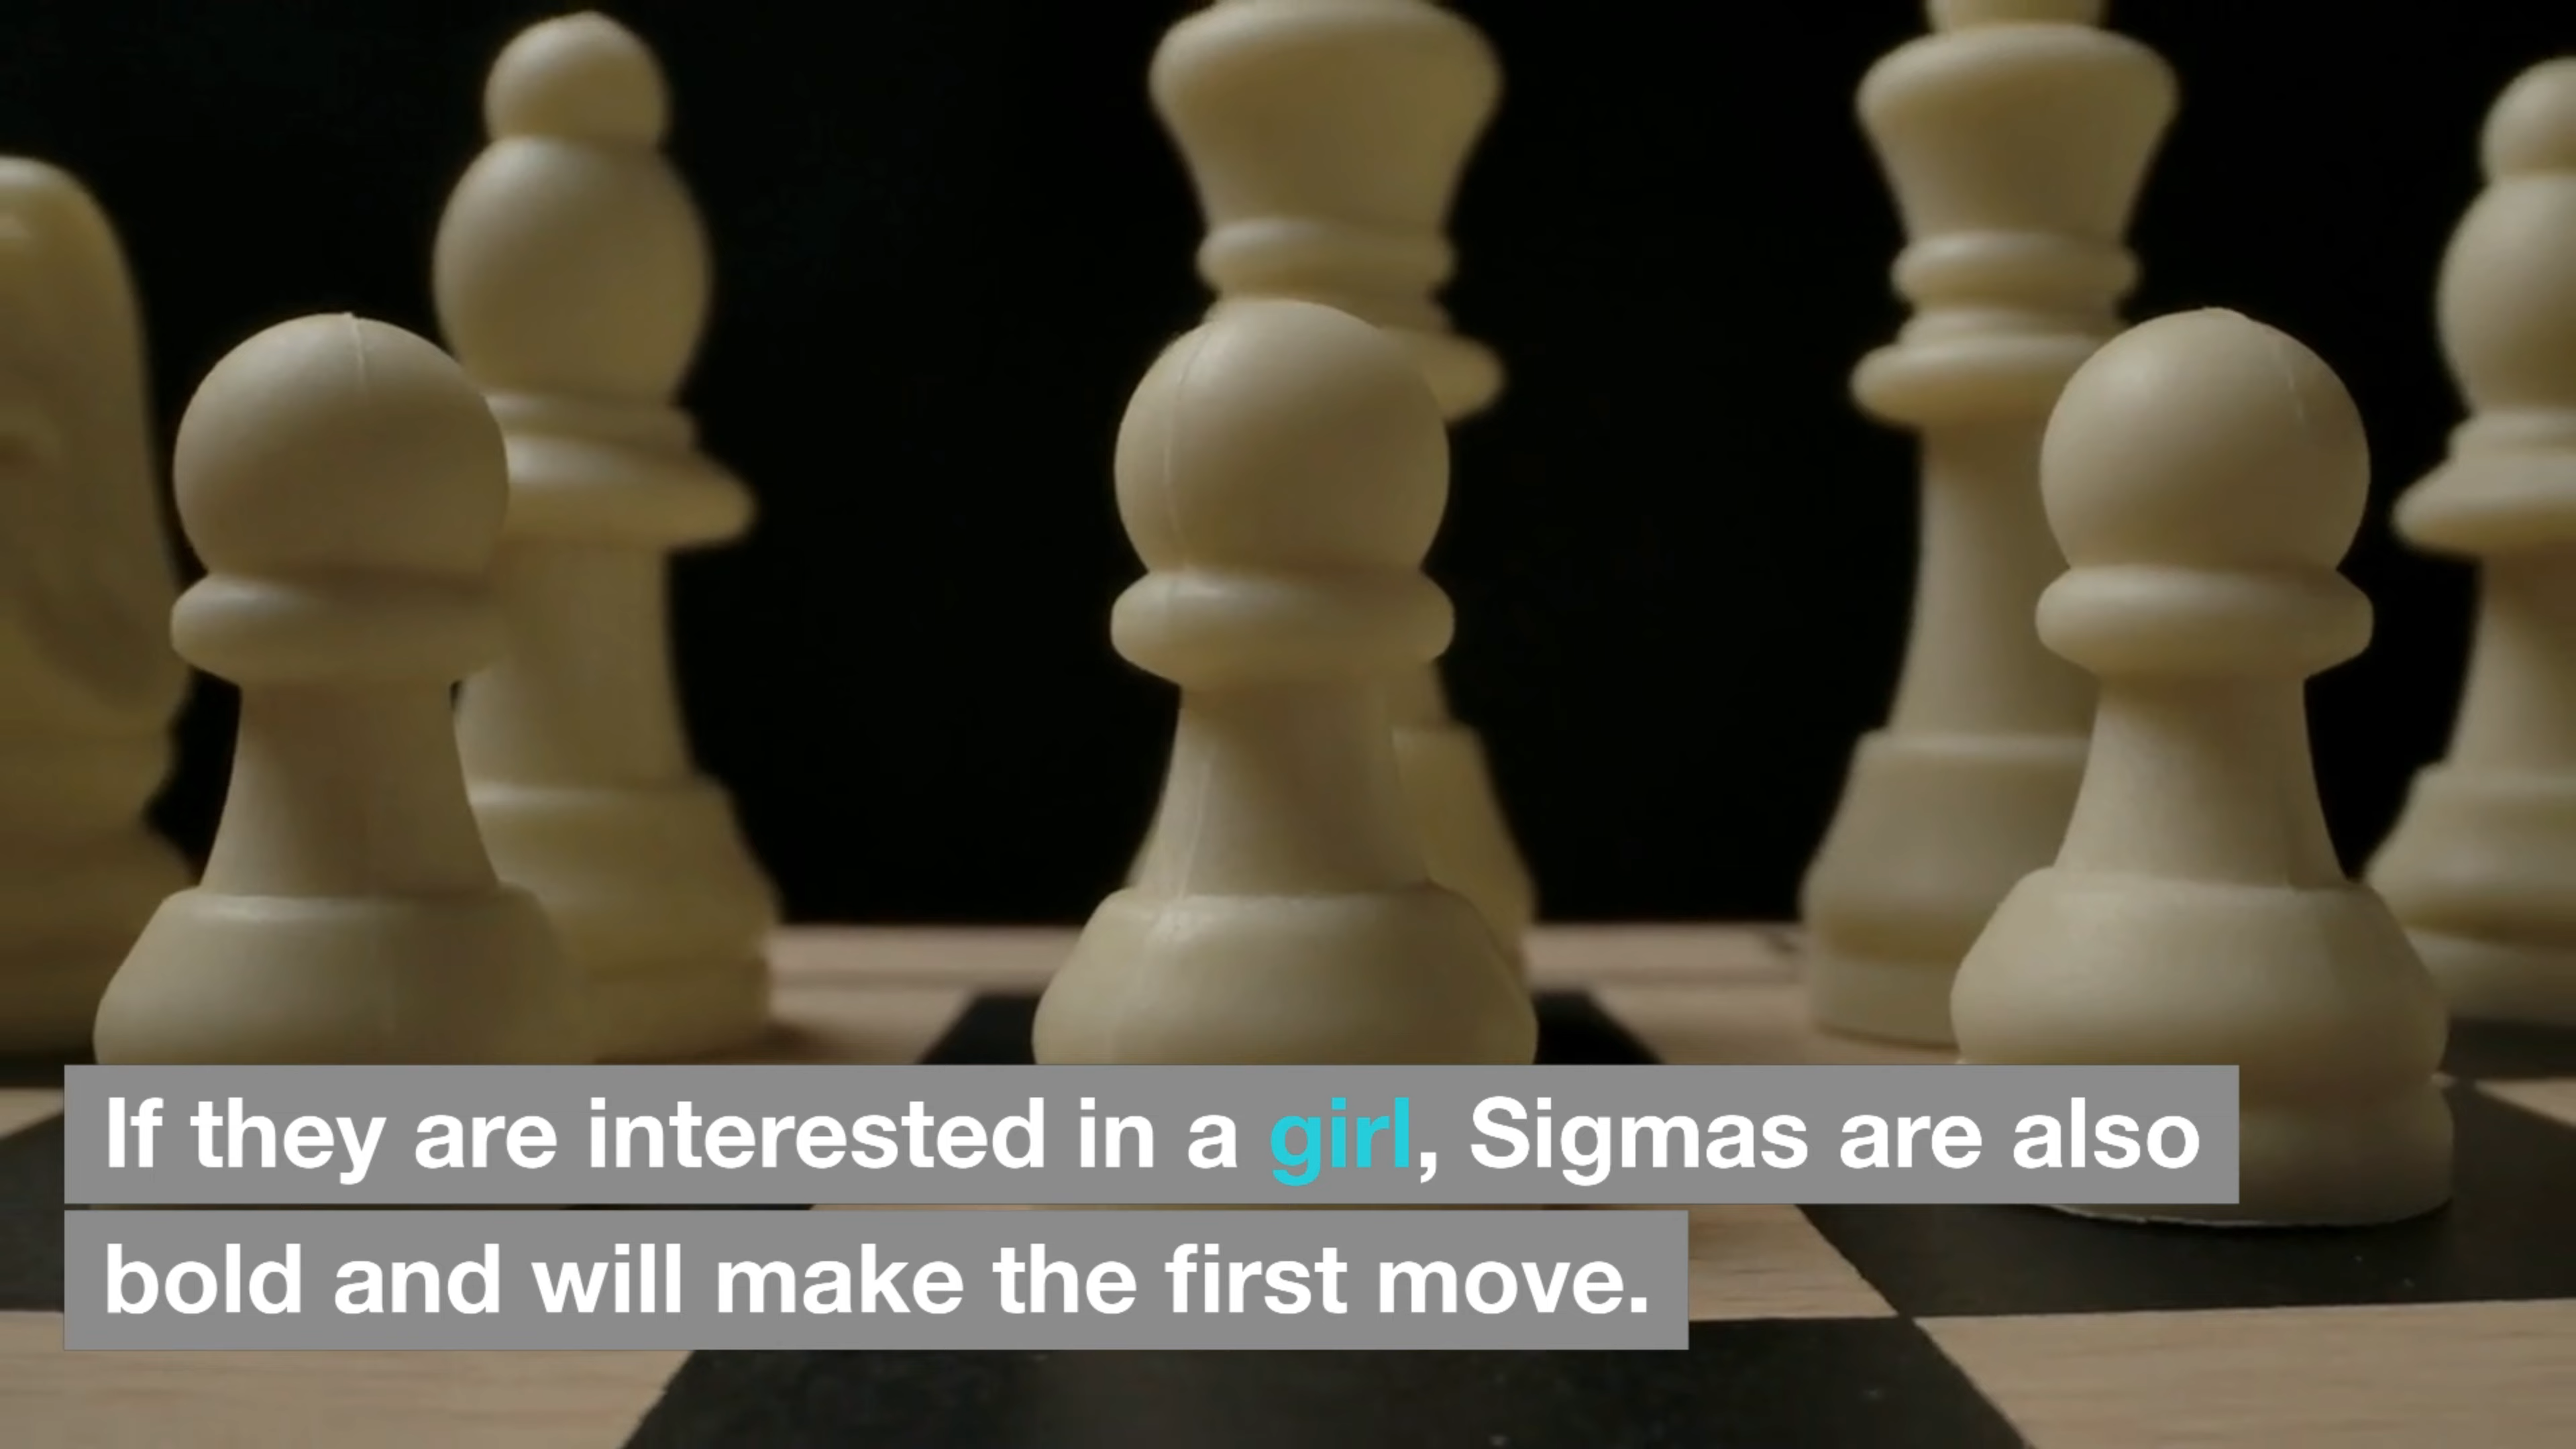 If they are interested in a girl, Sigmas are also
bold and will make the first move.